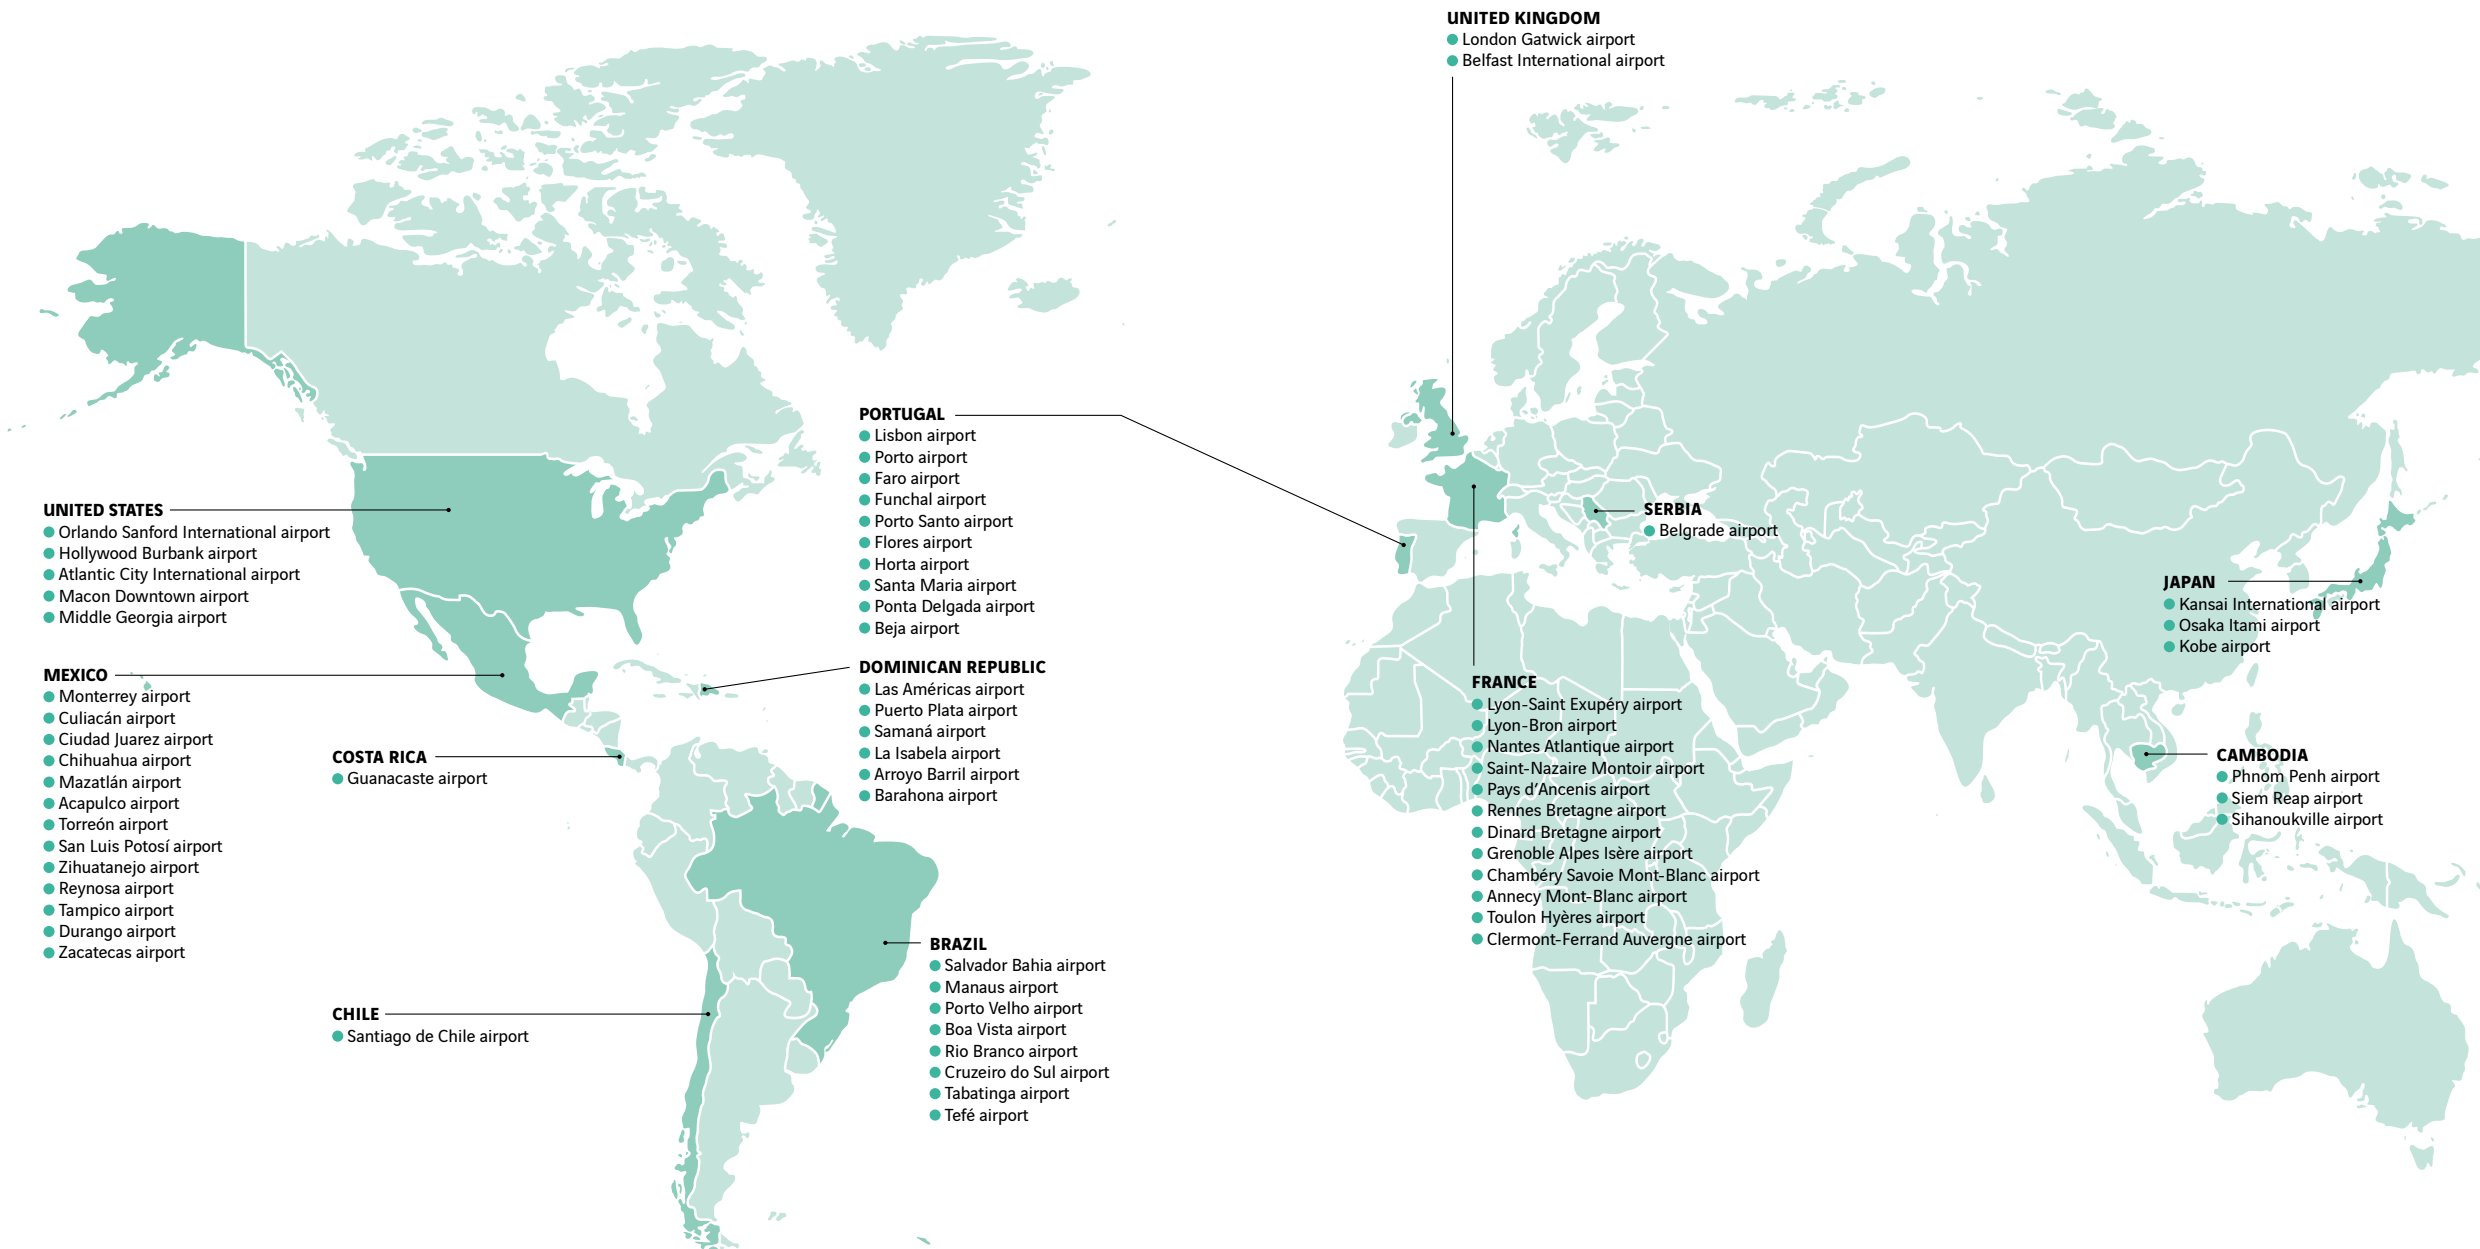 UNITED KINGDOM
London Gatwick airport
Belfast International airport
PORTUGAL
Lisbon airport
Porto airport
Faro airport
Funchal airport
Porto Santo airport
Flores airport
Horta airport
Santa Maria airport
Ponta Delgada airport
Beja airport
UNITED STATES
Orlando Sanford International airport
Hollywood Burbank airport
Atlantic City International airport
Macon Downtown airport
Middle Georgia airport
SERBIA
Belgrade airport
JAPAN
Kansai International airport
Osaka Itami airport
Kobe airport
MEXICO
Monterrey airport
Culiacán airport
Ciudad Juarez airport
Chihuahua airport
Mazatlán airport
Acapulco airport
Torreón airport
San Luis Potosí airport
Zihuatanejo airport
Reynosa airport
Tampico airport
Durango airport
Zacatecas airport
DOMINICAN REPUBLIC
Las Américas airport
Puerto Plata airport
Samaná airport
La Isabela airport
Arroyo Barril airport
Barahona airport
FRANCE
Lyon-Saint Exupéry airport
Lyon-Bron airport
Nantes Atlantique airport
Saint-Nazaire Montoir airport
Pays d’Ancenis airport
Rennes Bretagne airport
Dinard Bretagne airport
Grenoble Alpes Isère airport
Chambéry Savoie Mont-Blanc airport
Annecy Mont-Blanc airport
Toulon Hyères airport
Clermont-Ferrand Auvergne airport
COSTA RICA
Guanacaste airport
CAMBODIA
Phnom Penh airport
Siem Reap airport
Sihanoukville airport
BRAZIL
Salvador Bahia airport
Manaus airport
Porto Velho airport
Boa Vista airport
Rio Branco airport
Cruzeiro do Sul airport
Tabatinga airport
Tefé airport
CHILE
Santiago de Chile airport